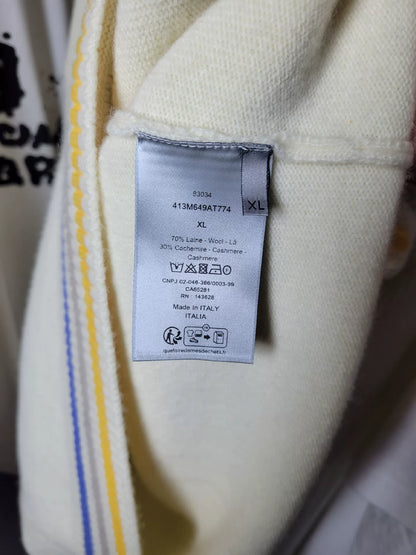 83034
413M649AT774
XL
XL
70% Laine - Wool - Lã
30% Cachemire - Cashmere -
Cashmere
CNPJ 02-046-366/0003-99
CA65281
RN : 143628
Made in ITALY
ITALIA
quefairedemesdechets.fr